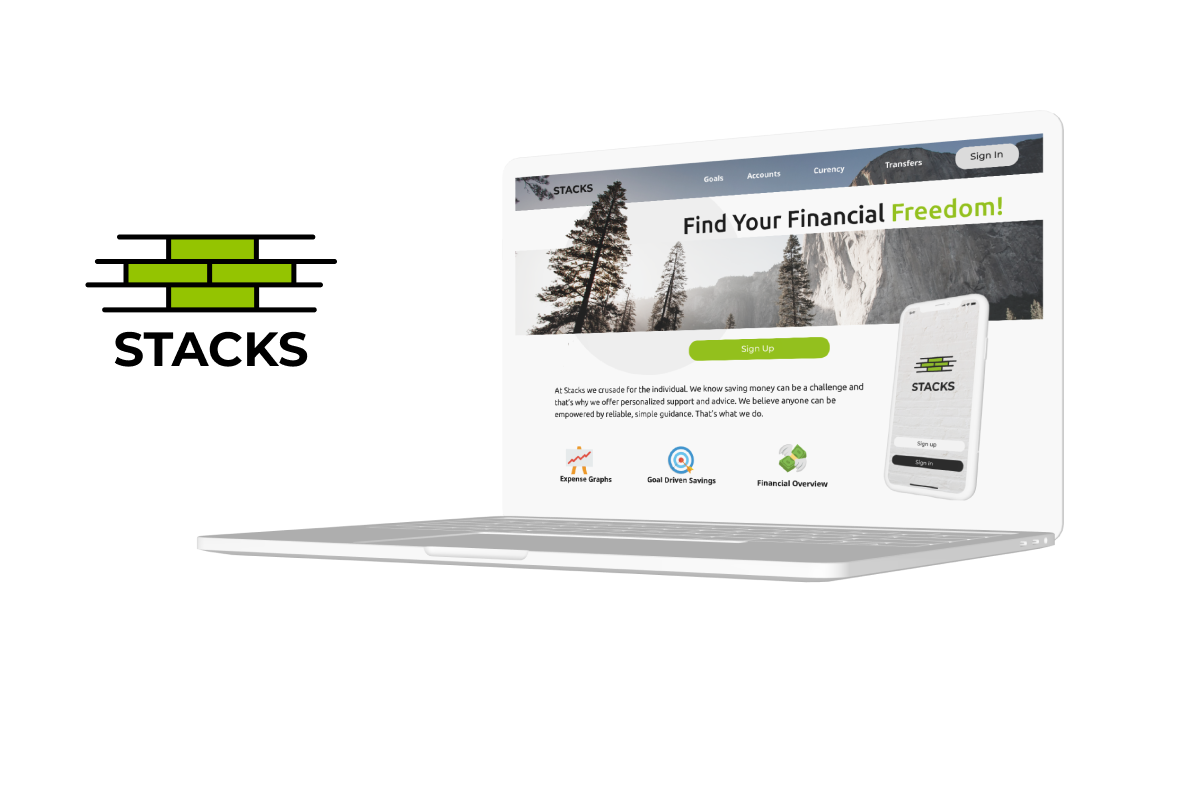 STACKS
STACKS
Goals
Accounts
Curency
Transfers
Sign In
Find Your Financial Freedom!
Sign Up
At Stacks we crusade for the individual. We know saving money can be a challenge and
that's why we offer personalized support and advice. We believe anyone can be
empowered by reliable, simple guidance. That's what we do.
Expense Graphs
Goal Driven Savings
Financial Overview
STACKS
Sign up
Sign in